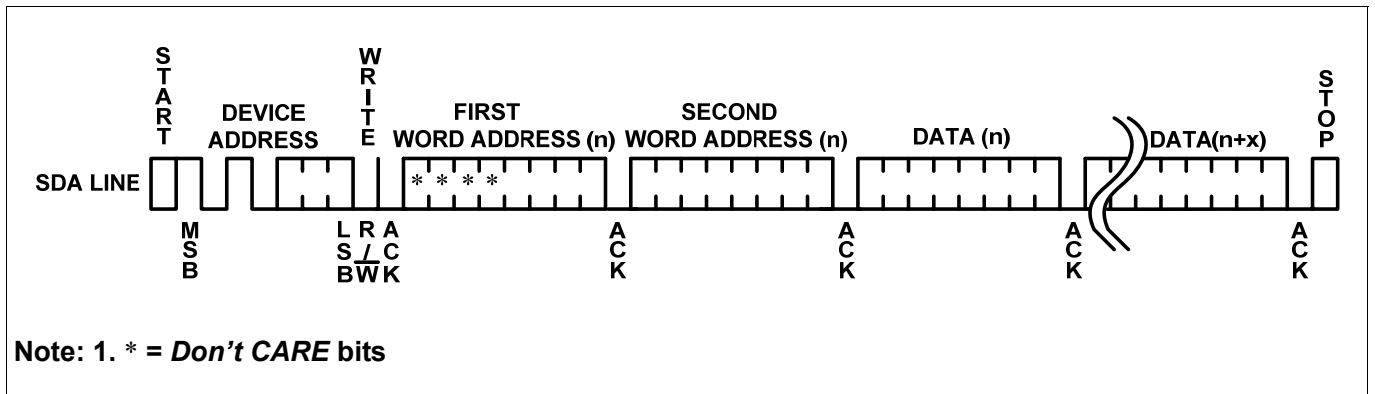 START
WRITE
STOP
DEVICE
ADDRESS
FIRST
WORD ADDRESS (n)
SECOND
WORD ADDRESS (n)
DATA (n)
DATA(n+x)
SDA LINE
* * * *
MSB
LSB
R/W
ACK
ACK
ACK
ACK
ACK
Note: 1. * = Don't CARE bits